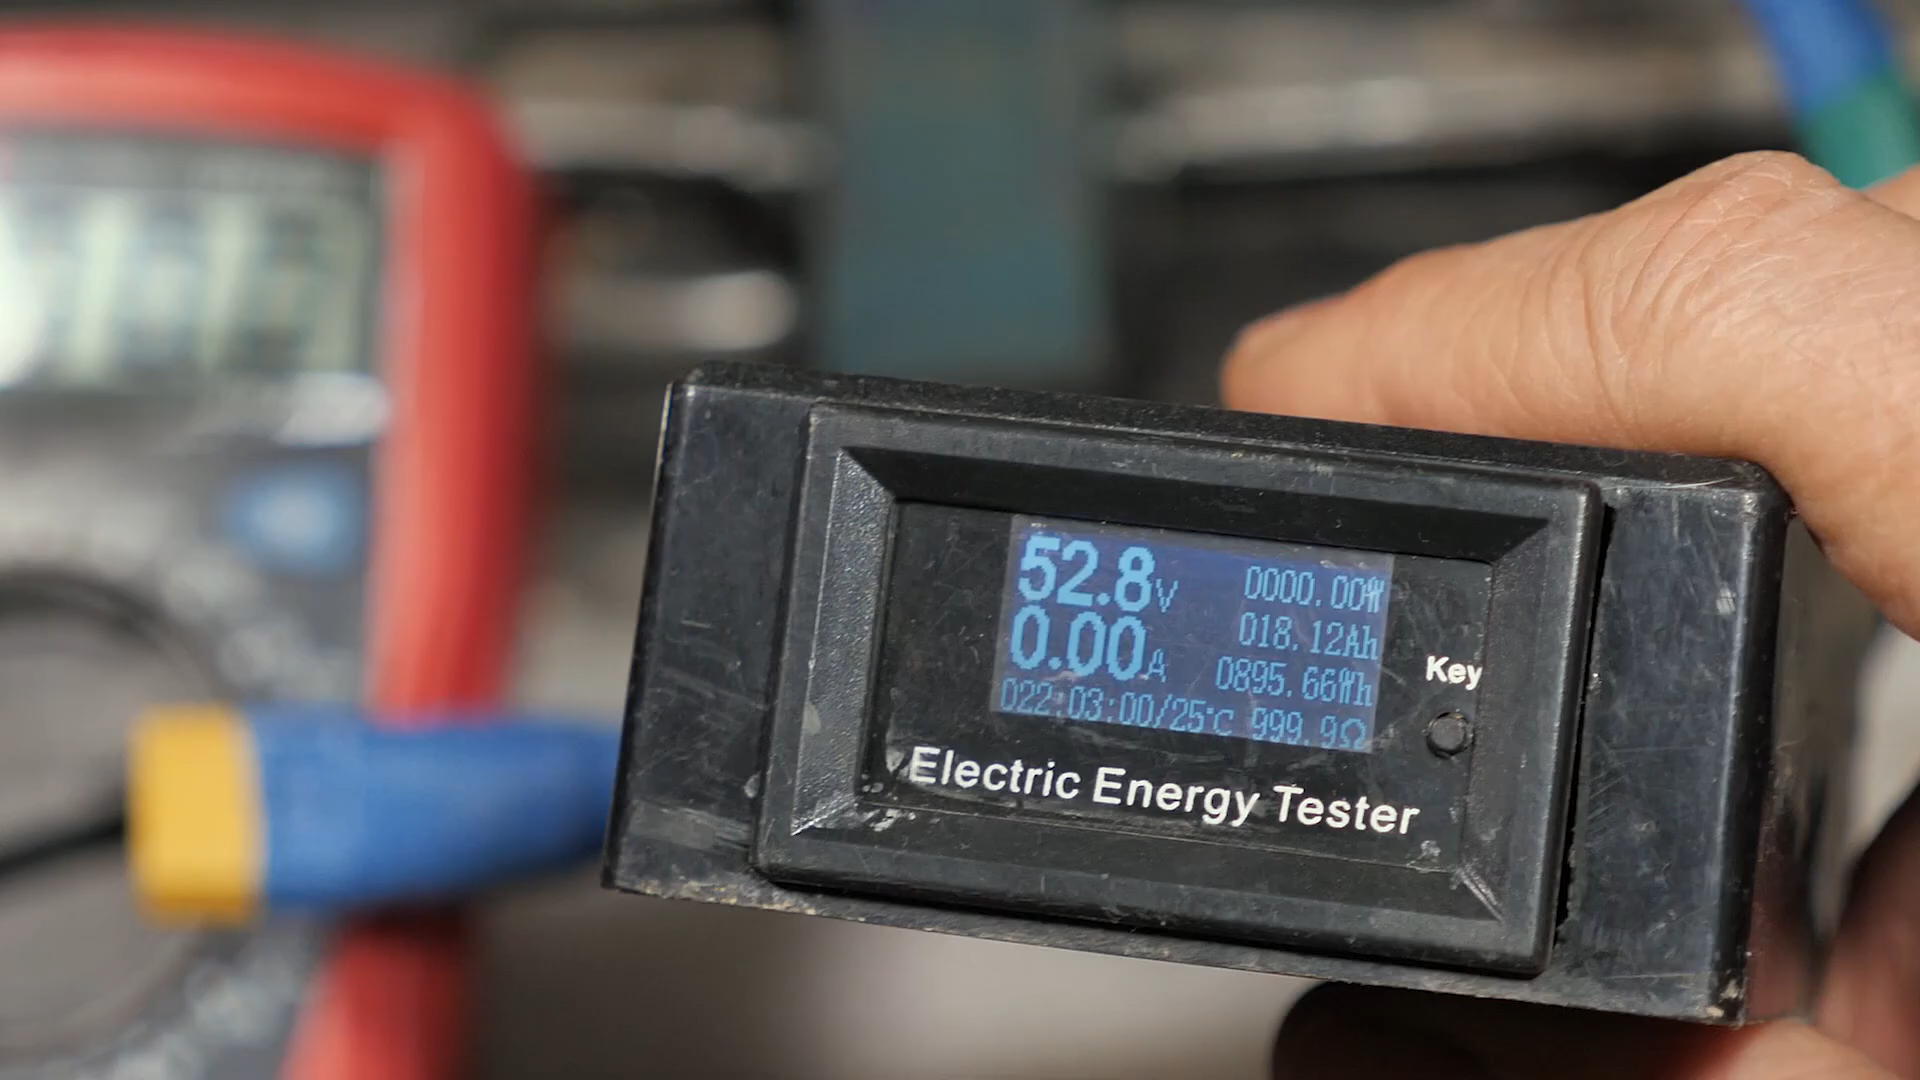 52.8V 0000.00W
0.00A 018.12Ah
0895.66Wh
022:03:00/25℃ 999.9Ω
Key
Electric Energy Tester